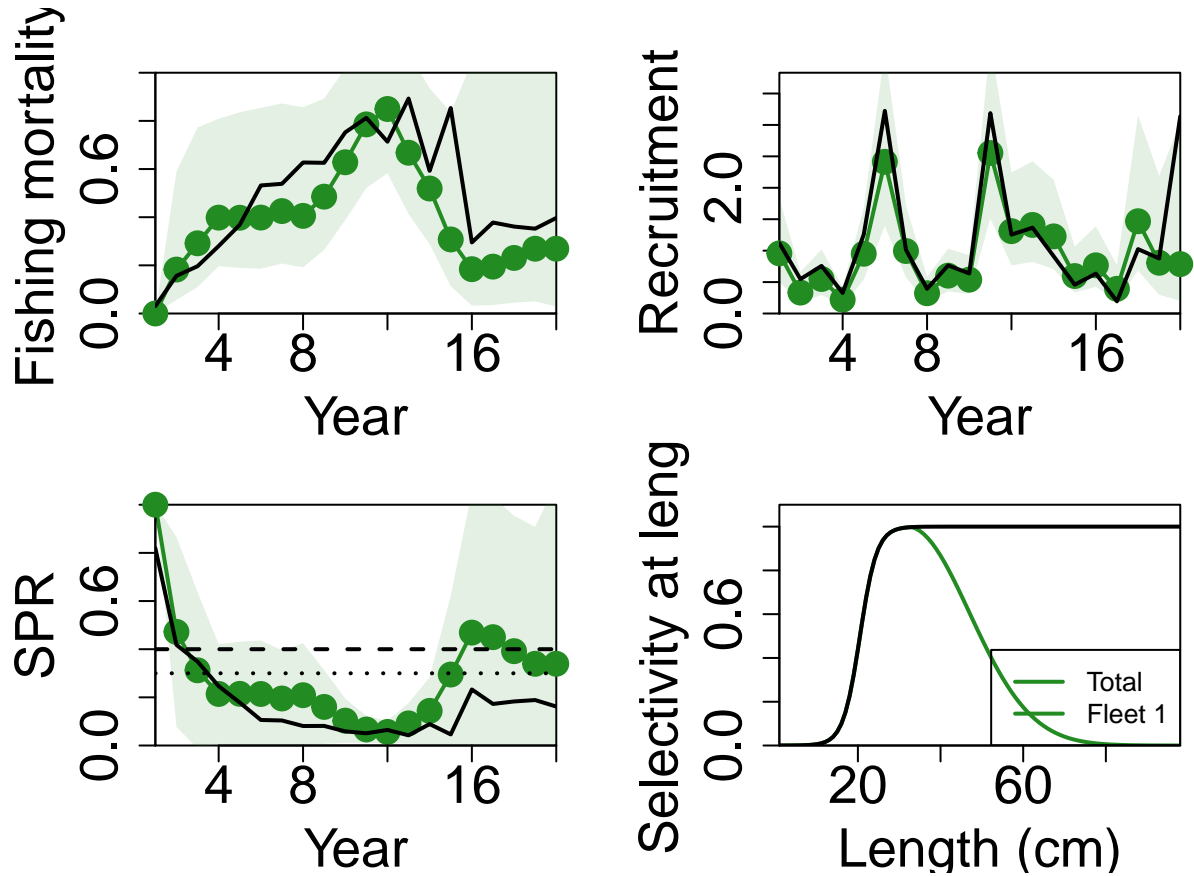 Fishing mortality
0.0 0.6
4 8 16
Year
Recruitment
0.0 2.0
4 8 16
Year
SPR
0.0 0.6
4 8 16
Year
Selectivity at leng
0.0 0.6
20 60
Length (cm)
Total
Fleet 1